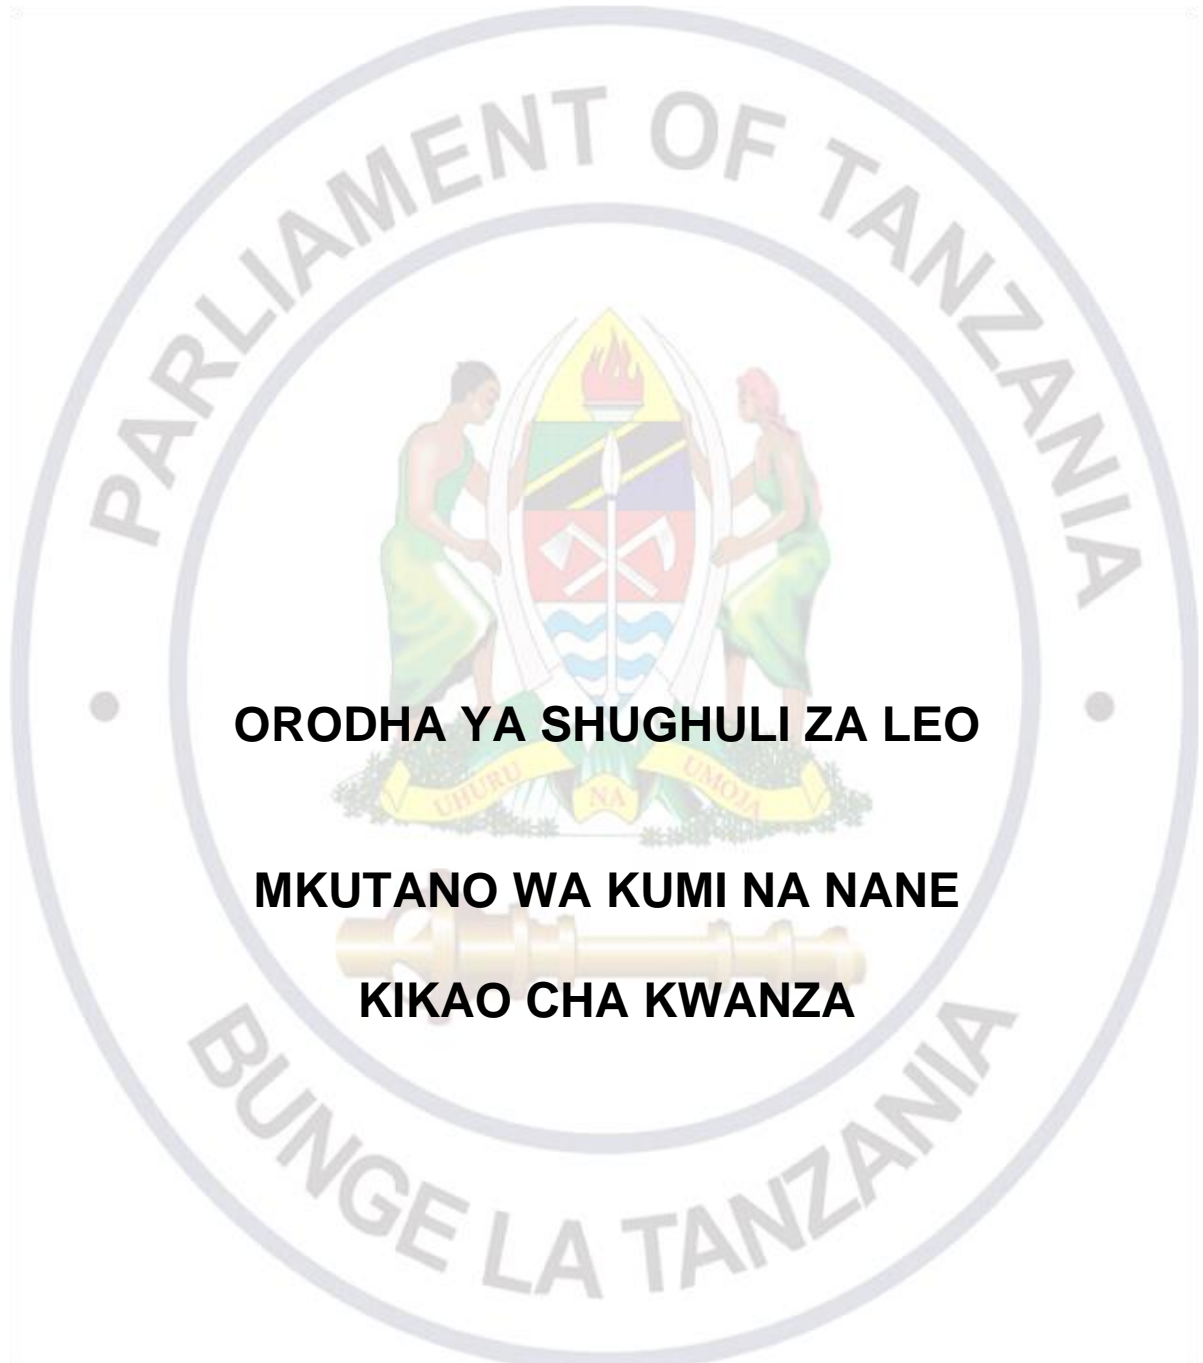 PARLIAMENT OF TANZANIA
ORODHA YA SHUGHULI ZA LEO
UHURU NA UMOJA
MKUTANO WA KUMI NA NANE
KIKAO CHA KWANZA
BUNGE LA TANZANIA